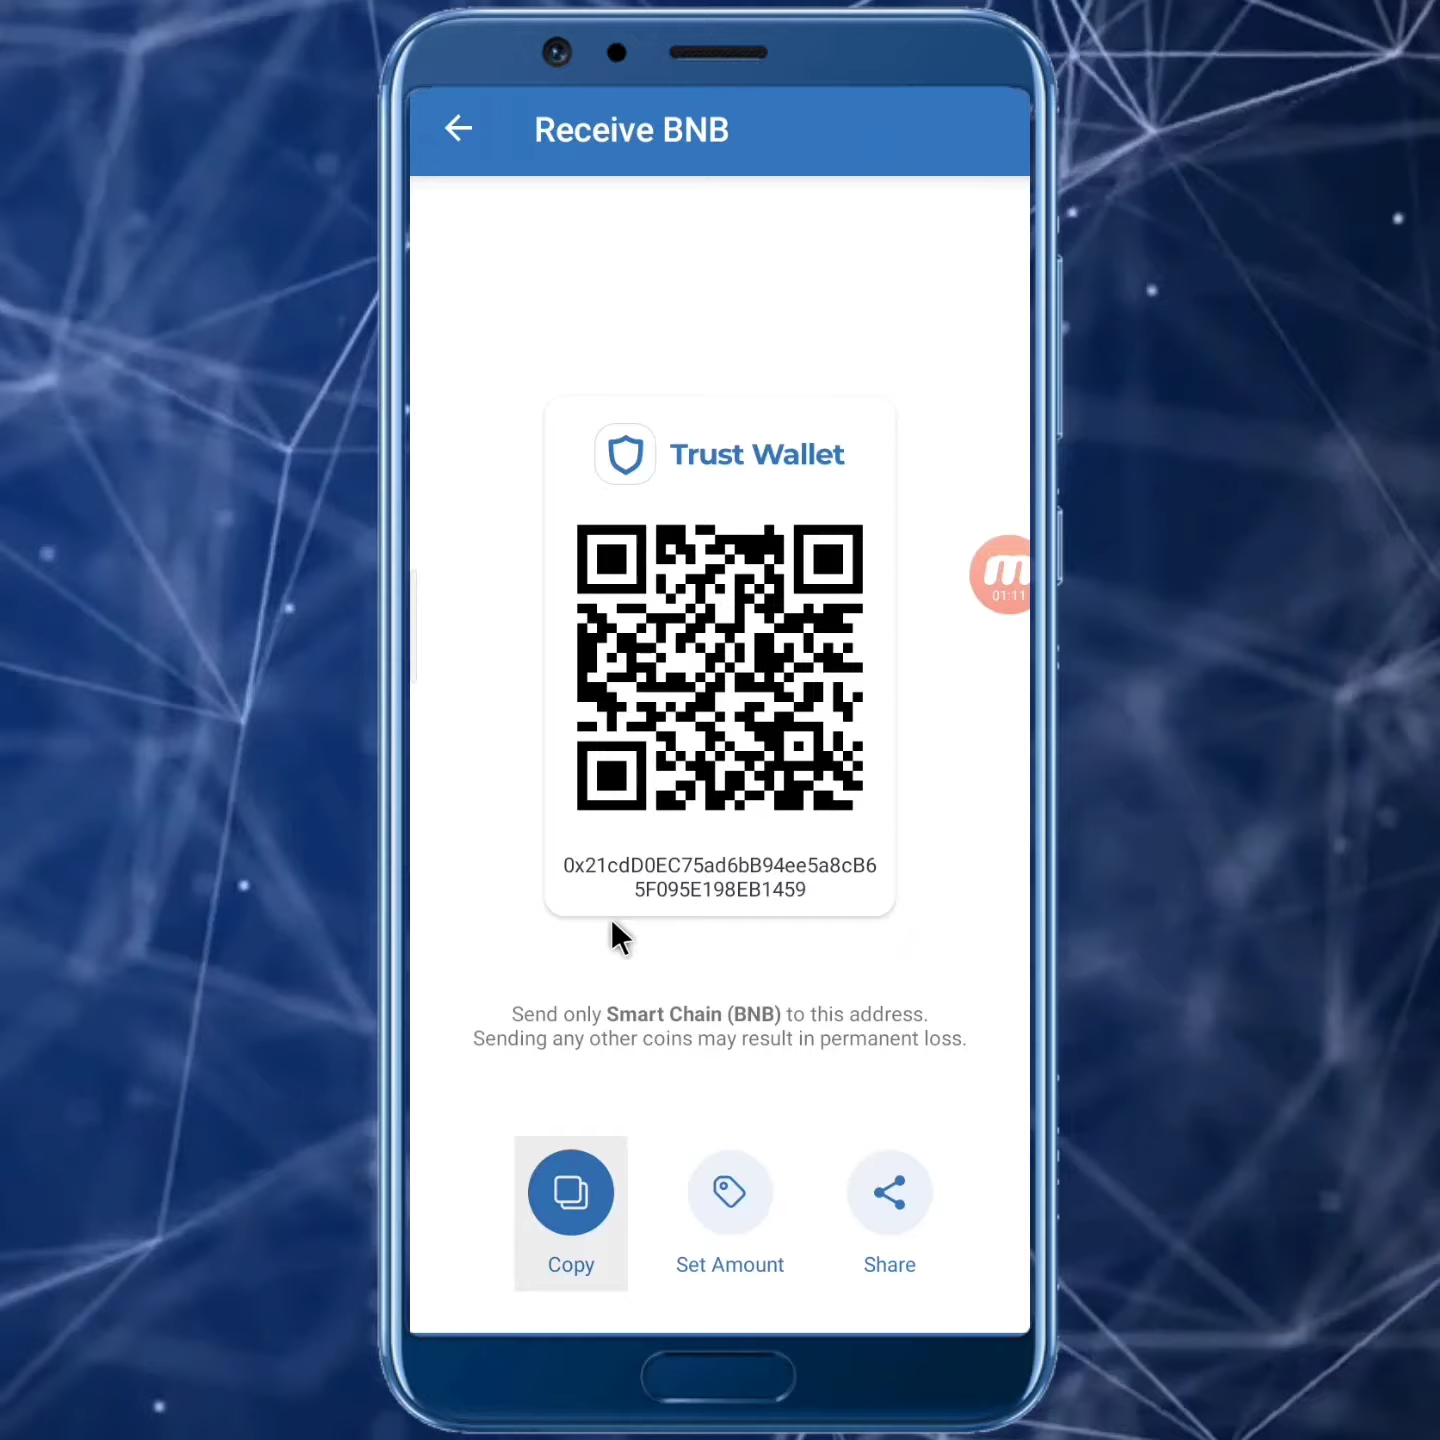 Receive BNB
Trust Wallet
01:11
0x21cdD0EC75ad6bB94ee5a8cB6
5F095E198EB1459
Send only Smart Chain (BNB) to this address.
Sending any other coins may result in permanent loss.
Copy
Set Amount
Share